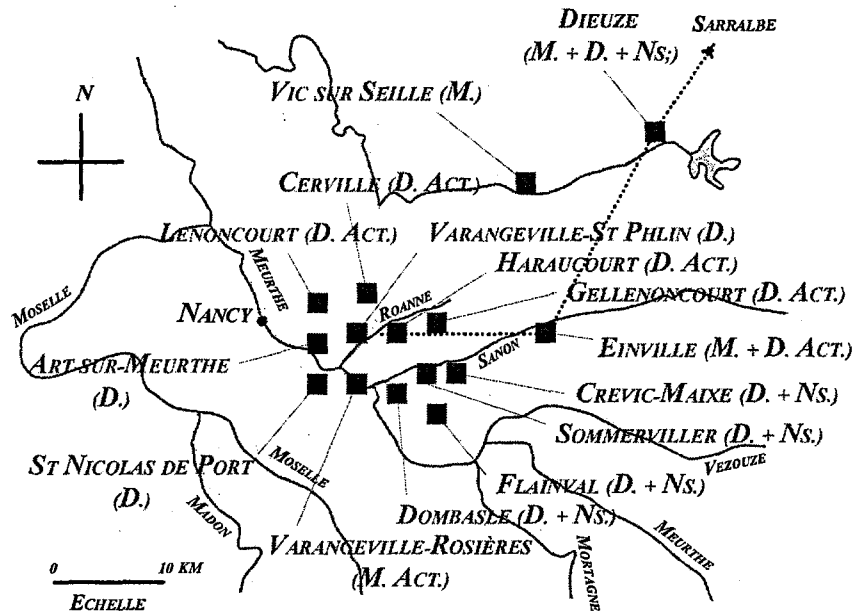 DIEUZE
(M. + D. + NS;)
SARRALBE
N
VIC SUR SEILLE (M.)
CERVILLE (D. ACT.)
LENONCOURT (D. ACT.)
VARANGEVILLE-ST PHLIN (D.)
HARAUCOURT (D. ACT.)
MEURTHE
GELLENONCOURT (D. ACT.)
ROANNE
MOSELLE
NANCY
EINVILLE (M. + D. ACT.)
SANON
ART-SUR-MEURTHE
(D.)
CREVIC-MAIXE (D. + NS.)
SOMMERVILLER (D. + NS.)
VEZOUZE
ST NICOLAS DE PORT
(D.)
MOSELLE
FLAINVAL (D. + NS.)
MADON
DOMBASLE (D. + NS.)
MEURTHE
VARANGEVILLE-ROSIÈRES
(M. ACT.)
MORTAGNE
0 10 KM
ECHELLE